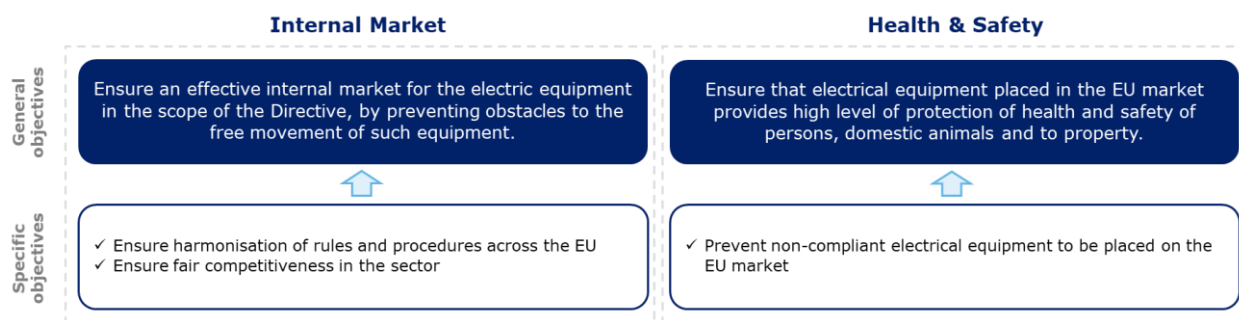 Internal Market
Health & Safety
General
objectives
Ensure an effective internal market for the electric equipment
in the scope of the Directive, by preventing obstacles to the
free movement of such equipment.
Ensure that electrical equipment placed in the EU market
provides high level of protection of health and safety of
persons, domestic animals and to property.
Specific
objectives
✓ Ensure harmonisation of rules and procedures across the EU
✓ Ensure fair competitiveness in the sector
✓ Prevent non-compliant electrical equipment to be placed on the
EU market